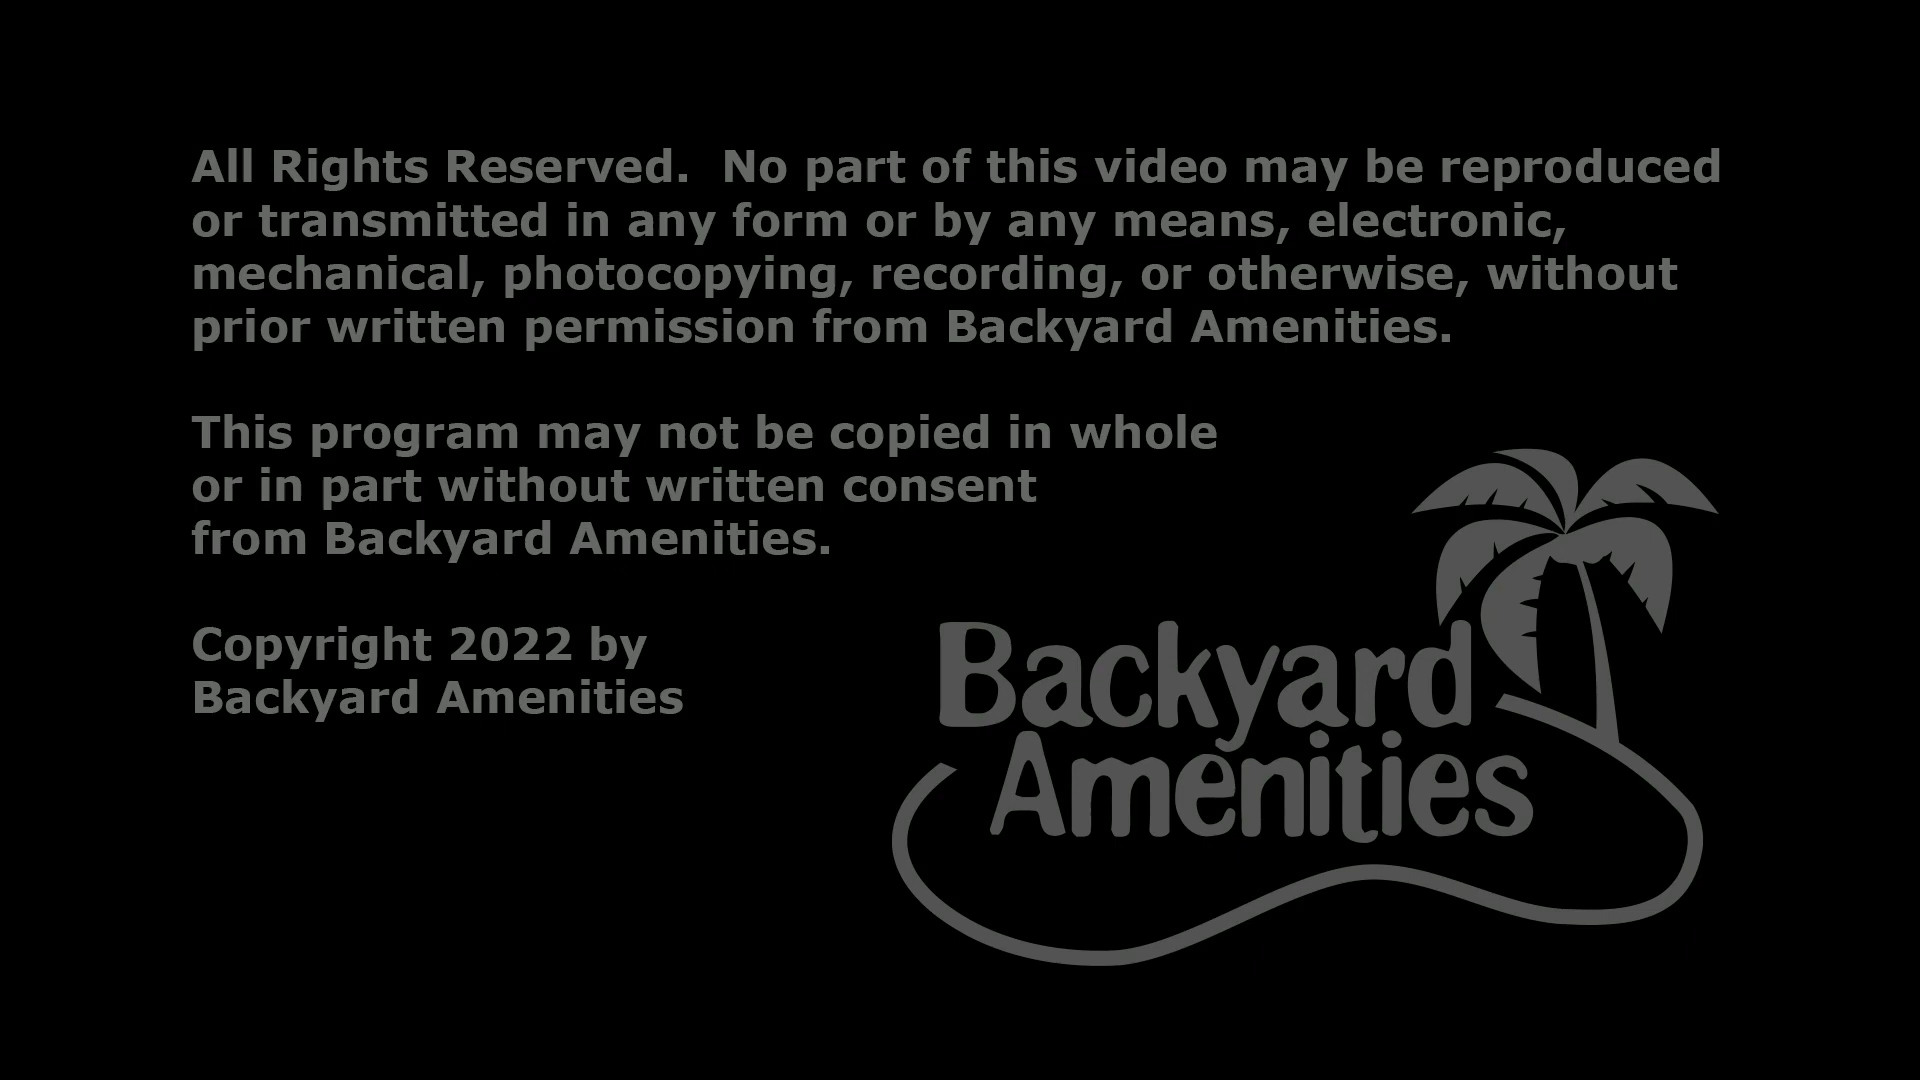 All Rights Reserved.  No part of this video may be reproduced
or transmitted in any form or by any means, electronic,
mechanical, photocopying, recording, or otherwise, without
prior written permission from Backyard Amenities.
This program may not be copied in whole
or in part without written consent
from Backyard Amenities.
Copyright 2022 by
Backyard Amenities
Backyard
Amenities